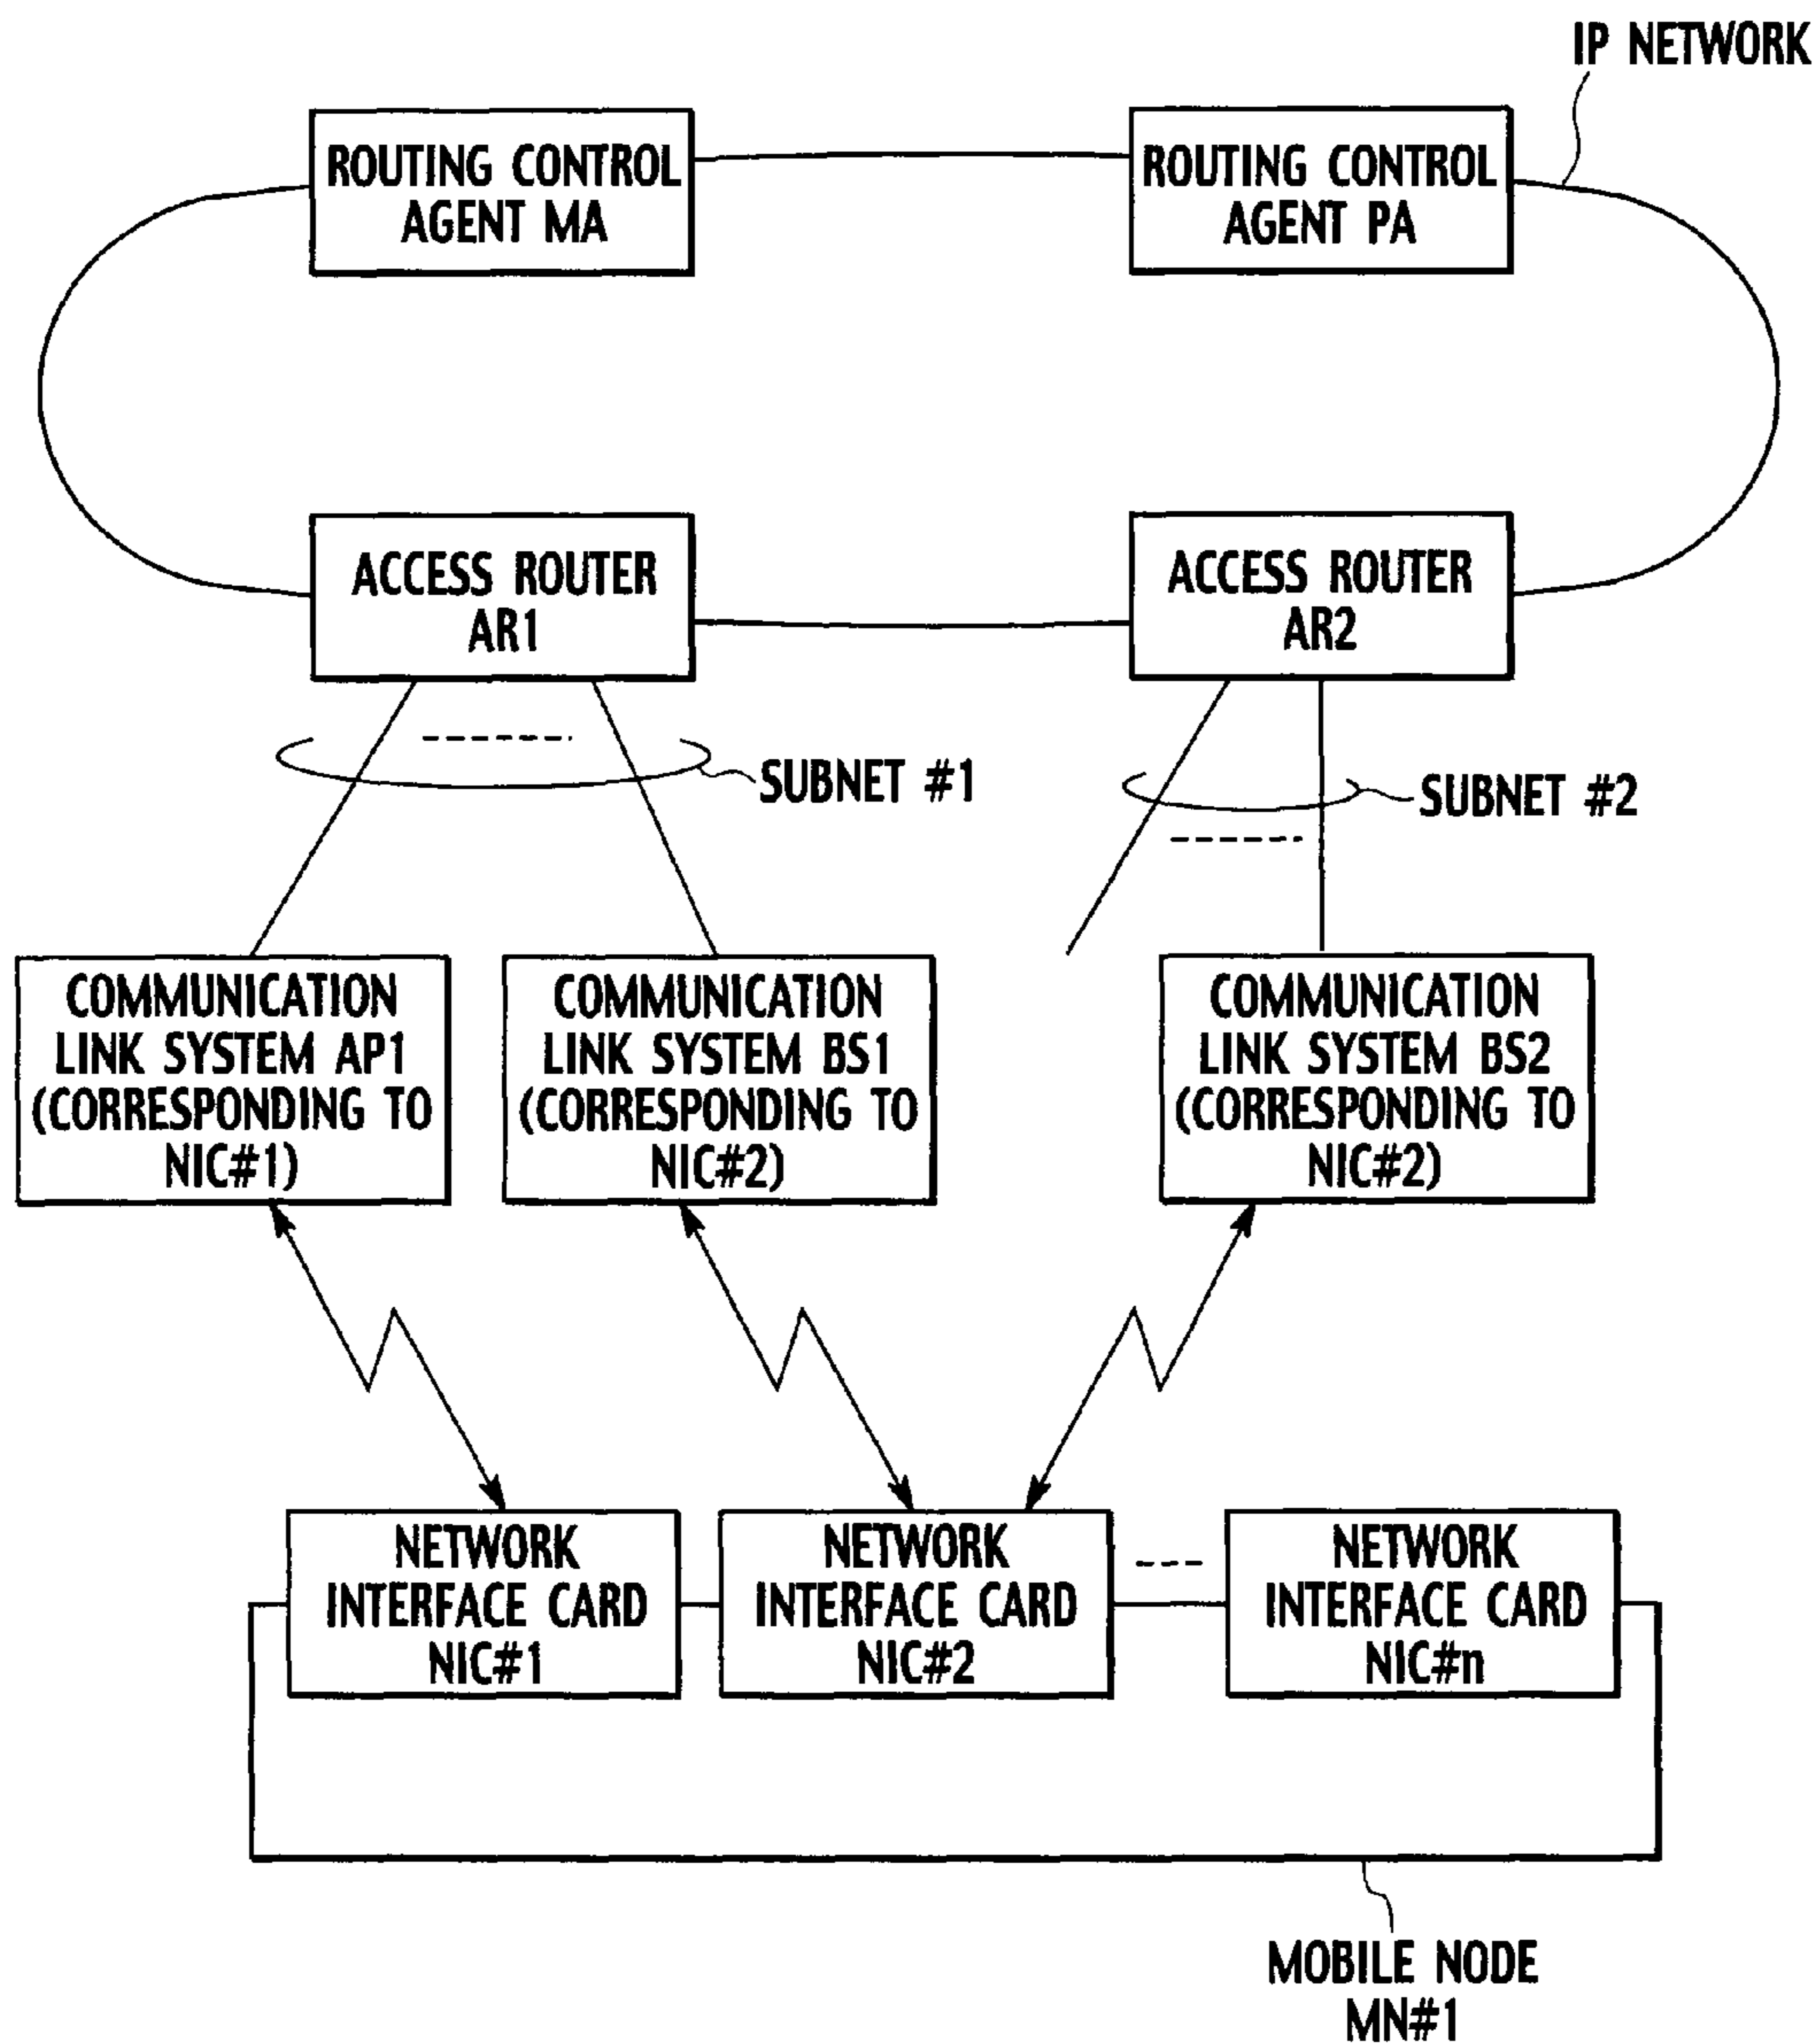 IP NETWORK
ROUTING CONTROL
AGENT MA
ROUTING CONTROL
AGENT PA
ACCESS ROUTER
AR1
ACCESS ROUTER
AR2
SUBNET #1
SUBNET #2
COMMUNICATION
LINK SYSTEM AP1
(CORRESPONDING TO
NIC#1)
COMMUNICATION
LINK SYSTEM BS1
(CORRESPONDING TO
NIC#2)
COMMUNICATION
LINK SYSTEM BS2
(CORRESPONDING TO
NIC#2)
NETWORK
INTERFACE CARD
NIC#1
NETWORK
INTERFACE CARD
NIC#2
NETWORK
INTERFACE CARD
NIC#n
MOBILE NODE
MN#1